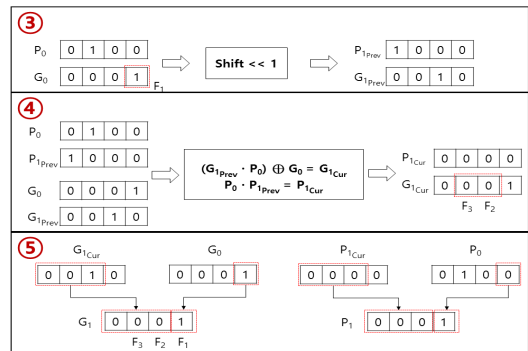 ③
P0 0 1 0 0
G0 0 0 0 1
F1
Shift << 1
P1Prev 1 0 0 0
G1Prev 0 0 1 0
④
P0 0 1 0 0
P1Prev 1 0 0 0
G0 0 0 0 1
G1Prev 0 0 1 0
(G1Prev · P0) ⊕ G0 = G1Cur
P0 · P1Prev = P1Cur
P1Cur 0 0 0 0
G1Cur 0 0 0 1
F3 F2
⑤
G1Cur G0 P1Cur P0
0 0 1 0 0 0 0 1 0 0 0 0 0 1 0 0
G1 0 0 0 1 P1 0 0 0 1
F3 F2 F1